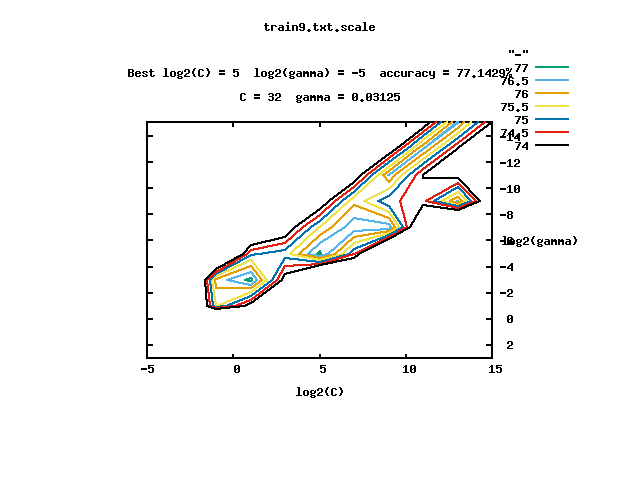 train9.txt.scale
"-"
Best log2(C) = 5  log2(gamma) = -5  accuracy = 77.1429%
77
76.5
C = 32  gamma = 0.03125
76
75.5
75
74.5
74
-14
-12
-10
-8
-6
log2(gamma)
-4
-2
0
2
-5 0 5 10 15
log2(C)